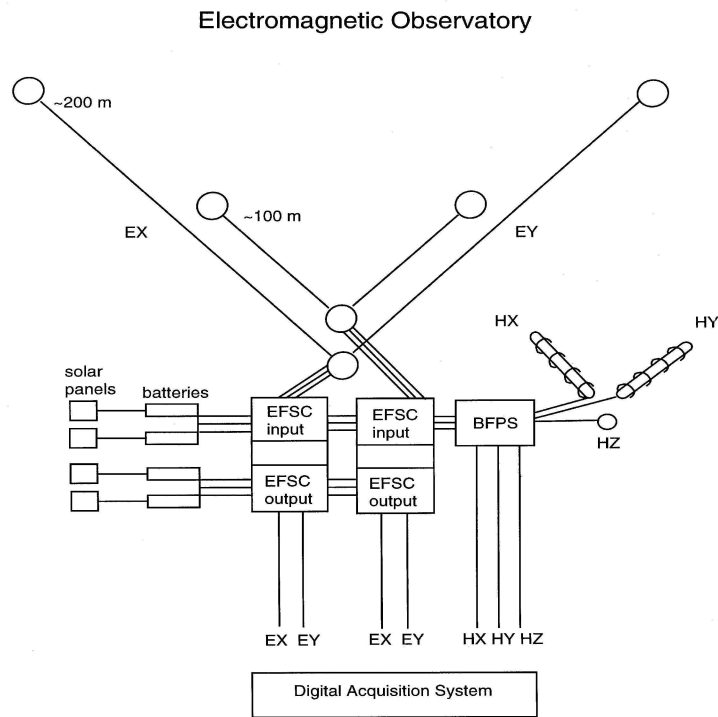 Electromagnetic Observatory
~200 m
~100 m
EX
EY
HX
HY
solar
panels
batteries
EFSC
input
EFSC
input
BFPS
HZ
EFSC
output
EFSC
output
EX EY
EX EY
HX HY HZ
Digital Acquisition System